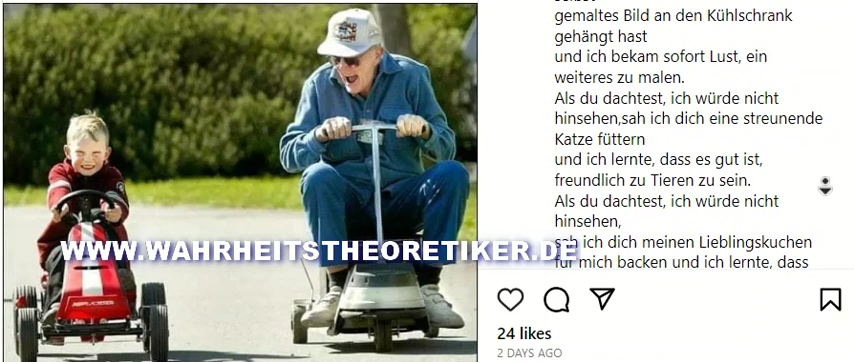 gemaltes Bild an den Kühlschrank
gehängt hast
und ich bekam sofort Lust, ein
weiteres zu malen.
Als du dachtest, ich würde nicht
hinsehen,sah ich dich eine streunende
Katze füttern
und ich lernte, dass es gut ist,
freundlich zu Tieren zu sein.
Als du dachtest, ich würde nicht
hinsehen,
sah ich dich meinen Lieblingskuchen
für mich backen und ich lernte, dass
WWW.WAHRHEITSTHEORETIKER.DE
24 likes
2 DAYS AGO